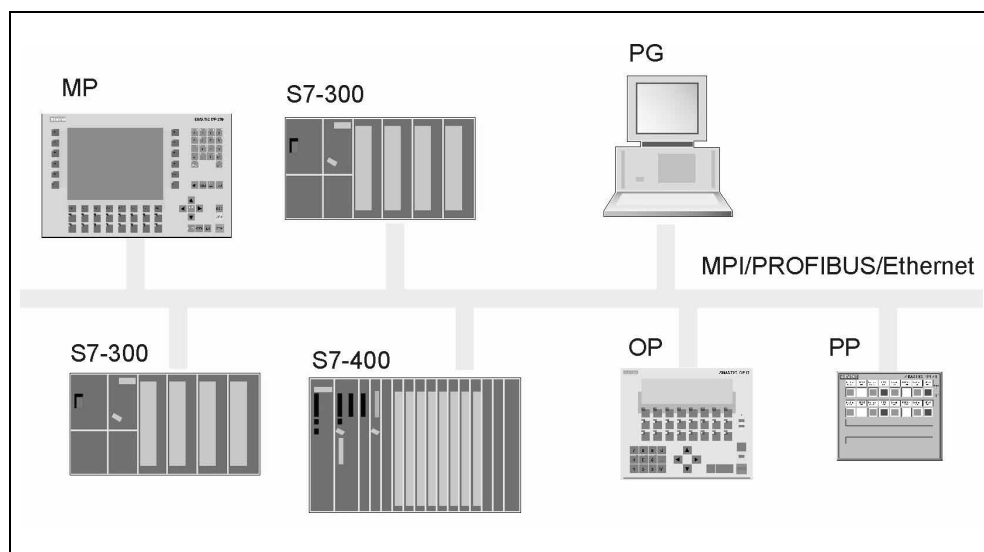 MP
S7-300
PG
MPI/PROFIBUS/Ethernet
S7-300
S7-400
OP
PP